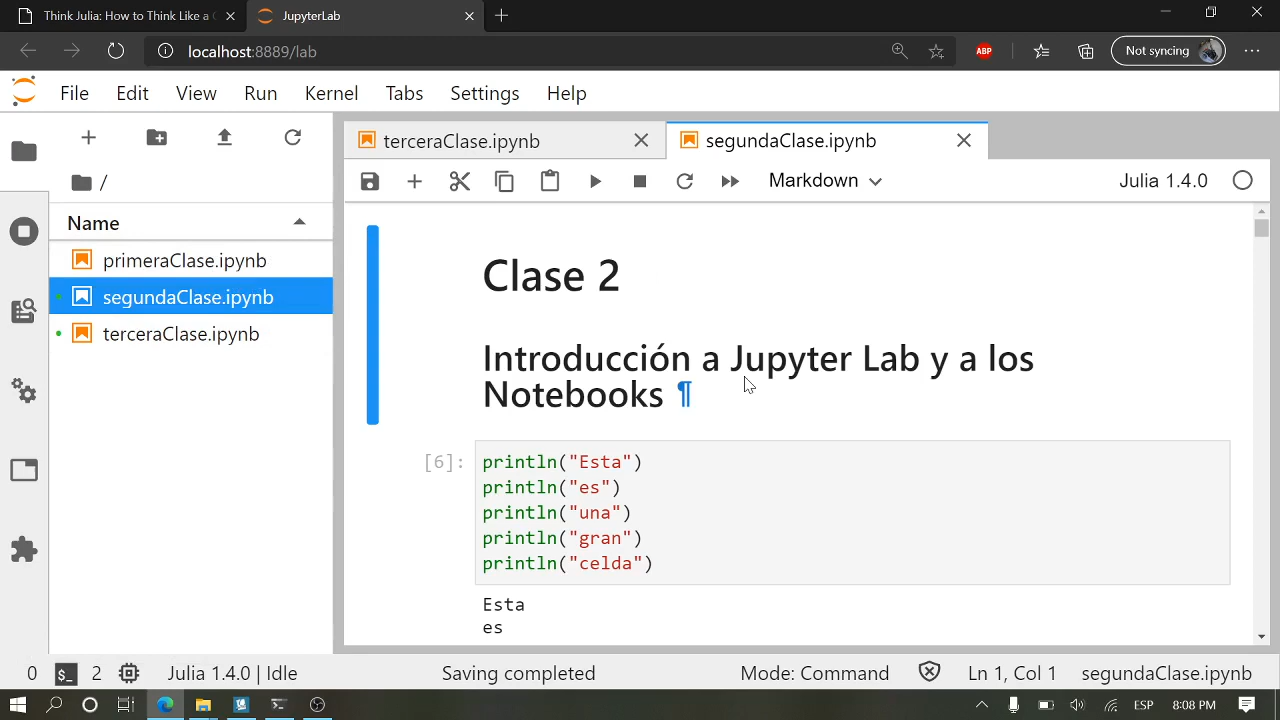 Think Julia: How to Think Like a
JupyterLab
localhost:8889/lab
ABP
Not syncing
File
Edit
View
Run
Kernel
Tabs
Settings
Help
terceraClase.ipynb
segundaClase.ipynb
/
Markdown
Julia 1.4.0
Name
primeraClase.ipynb
segundaClase.ipynb
terceraClase.ipynb
Clase 2
Introducción a Jupyter Lab y a los
Notebooks ¶
[6]:
println("Esta")
println("es")
println("una")
println("gran")
println("celda")
Esta
es
0
2
Julia 1.4.0 | Idle
Saving completed
Mode: Command
Ln 1, Col 1
segundaClase.ipynb
ESP
8:08 PM